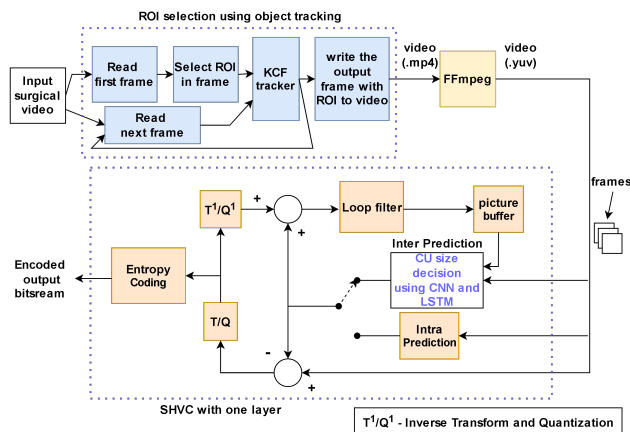 ROI selection using object tracking
Input
surgical
video
Read
first frame
Select ROI
in frame
KCF
tracker
write the
output
frame with
ROI to video
Read
next frame
video
(.mp4)
FFmpeg
video
(.yuv)
frames
T¹/Q¹
+
+
Loop filter
picture
buffer
Inter Prediction
CU size
decision
using CNN and
LSTM
Encoded
output
bitsream
Entropy
Coding
T/Q
Intra
Prediction
-
+
SHVC with one layer
T¹/Q¹ - Inverse Transform and Quantization